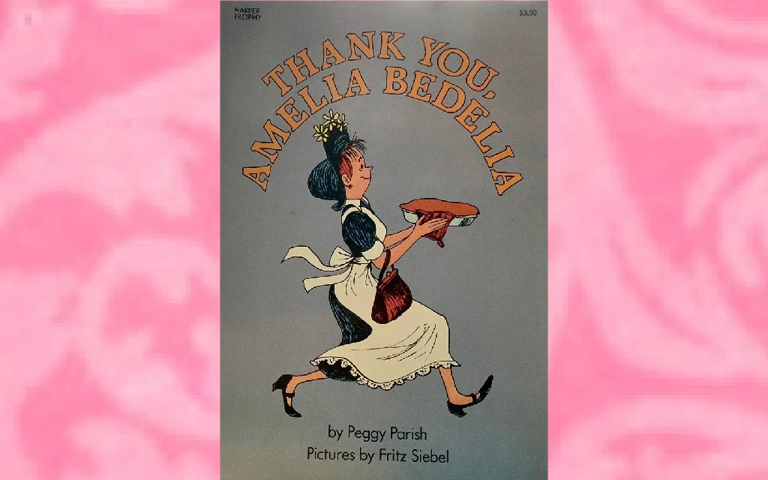 HARPER
TROPHY
$3.50
THANK YOU,
AMELIA BEDELIA
by Peggy Parish
Pictures by Fritz Siebel